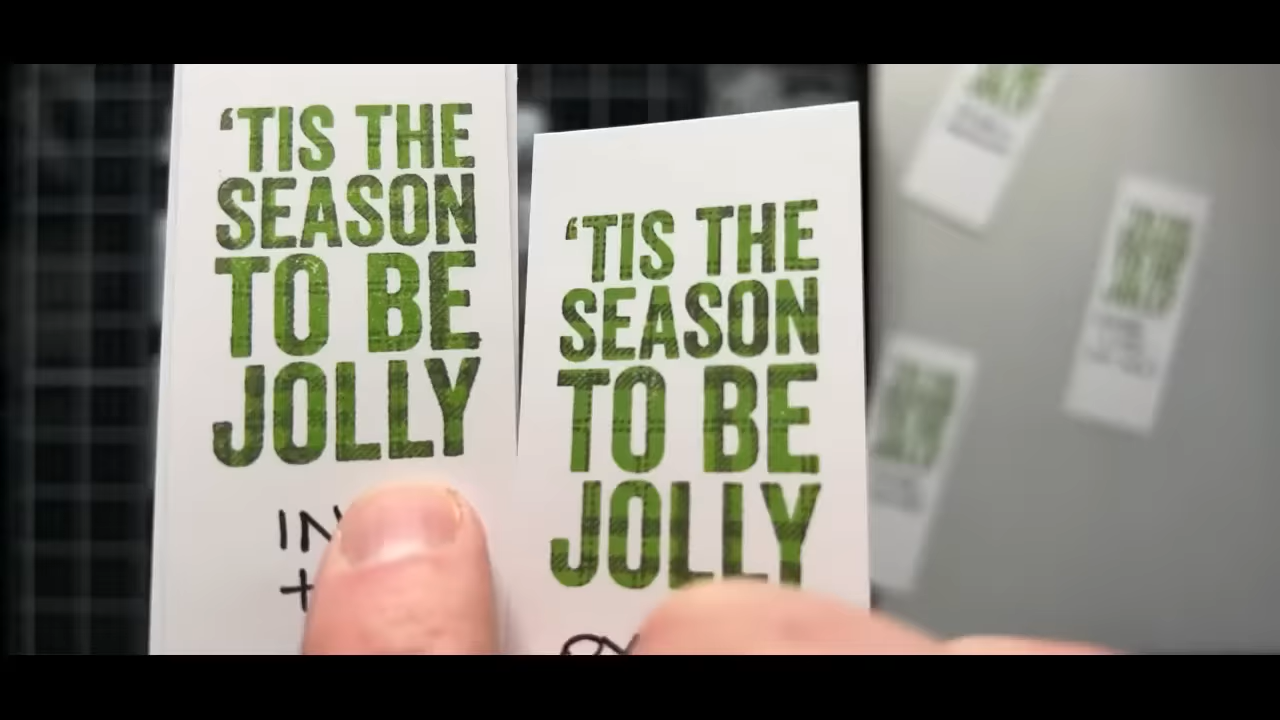 ‘TIS THE
SEASON
TO BE
JOLLY
‘TIS THE
SEASON
TO BE
JOLLY